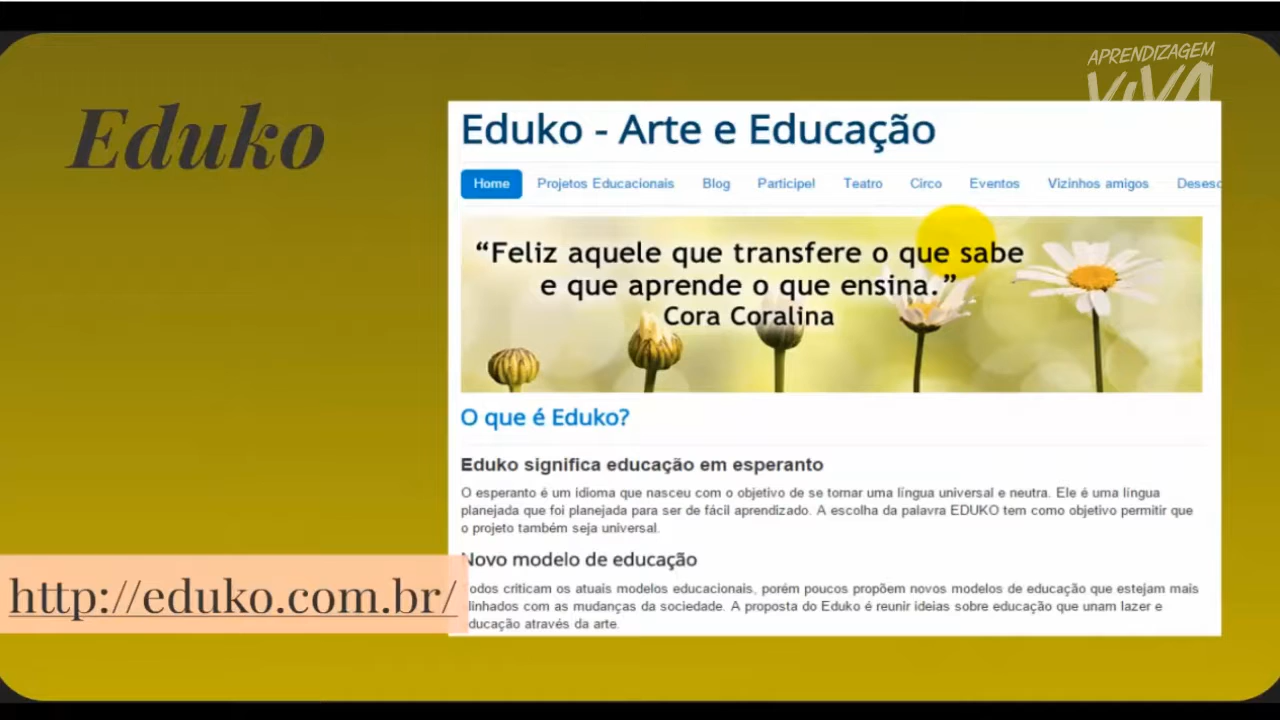 APRENDIZAGEM
VIVA
Eduko
Eduko - Arte e Educação
Home Projetos Educacionais Blog Participe! Teatro Circo Eventos Vizinhos amigos
“Feliz aquele que transfere o que sabe
e que aprende o que ensina.”
Cora Coralina
O que é Eduko?
Eduko significa educação em esperanto
O esperanto é um idioma que nasceu com o objetivo de se tornar uma língua universal e neutra. Ele é uma língua
planejada que foi planejada para ser de fácil aprendizado. A escolha da palavra EDUKO tem como objetivo permitir que
o projeto também seja universal.
Novo modelo de educação
odos criticam os atuais modelos educacionais, porém poucos propõem novos modelos de educação que estejam mais
linhados com as mudanças da sociedade. A proposta do Eduko é reunir ideias sobre educação que unam lazer e
ducação através da arte.
http://eduko.com.br/